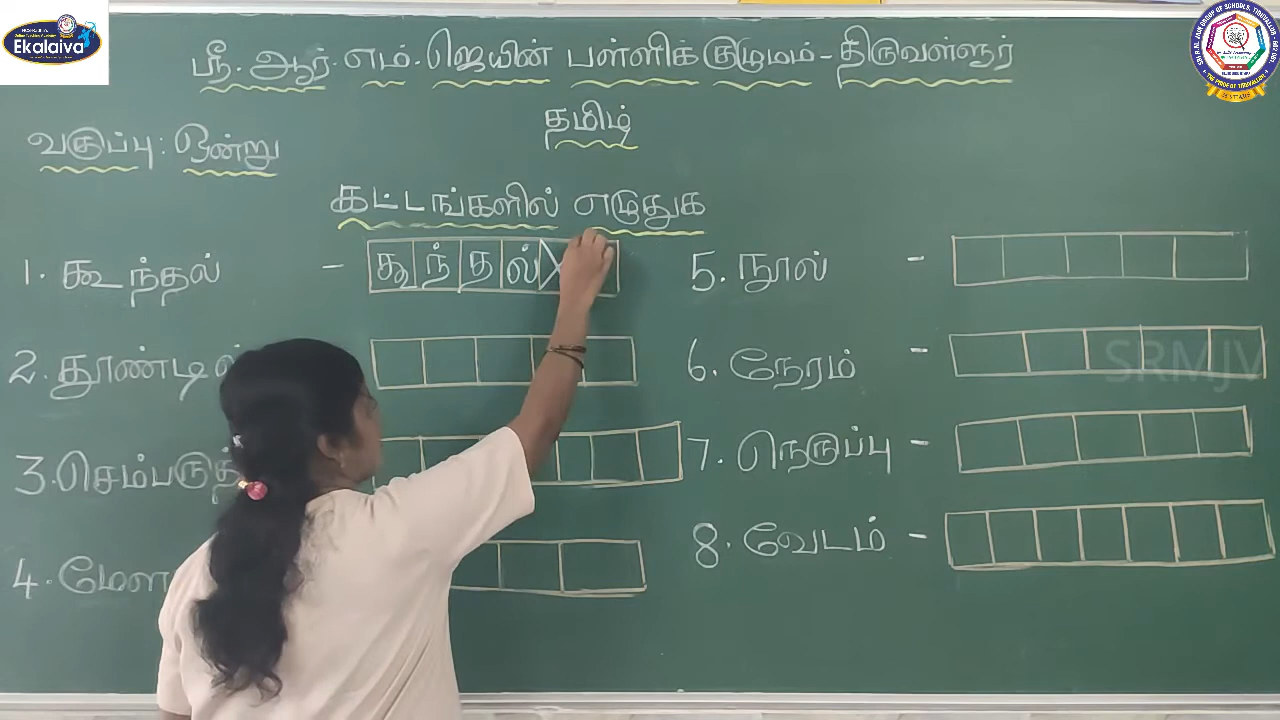 Ekalaiva
ஸ்ரீ. ஆர். எம். ஜெயின் பள்ளிக் குழுமம் - திருவள்ளூர்
தமிழ்
வகுப்பு : ஒன்று
கட்டங்களில் எழுதுக
1. கூந்தல் - கூ ந் த ல்
2. தூண்டில்
3. செம்பருத்
4. மேள
5. நூல் -
6. நேரம் -
7. நெருப்பு -
8. வேடம் -
SRMJV